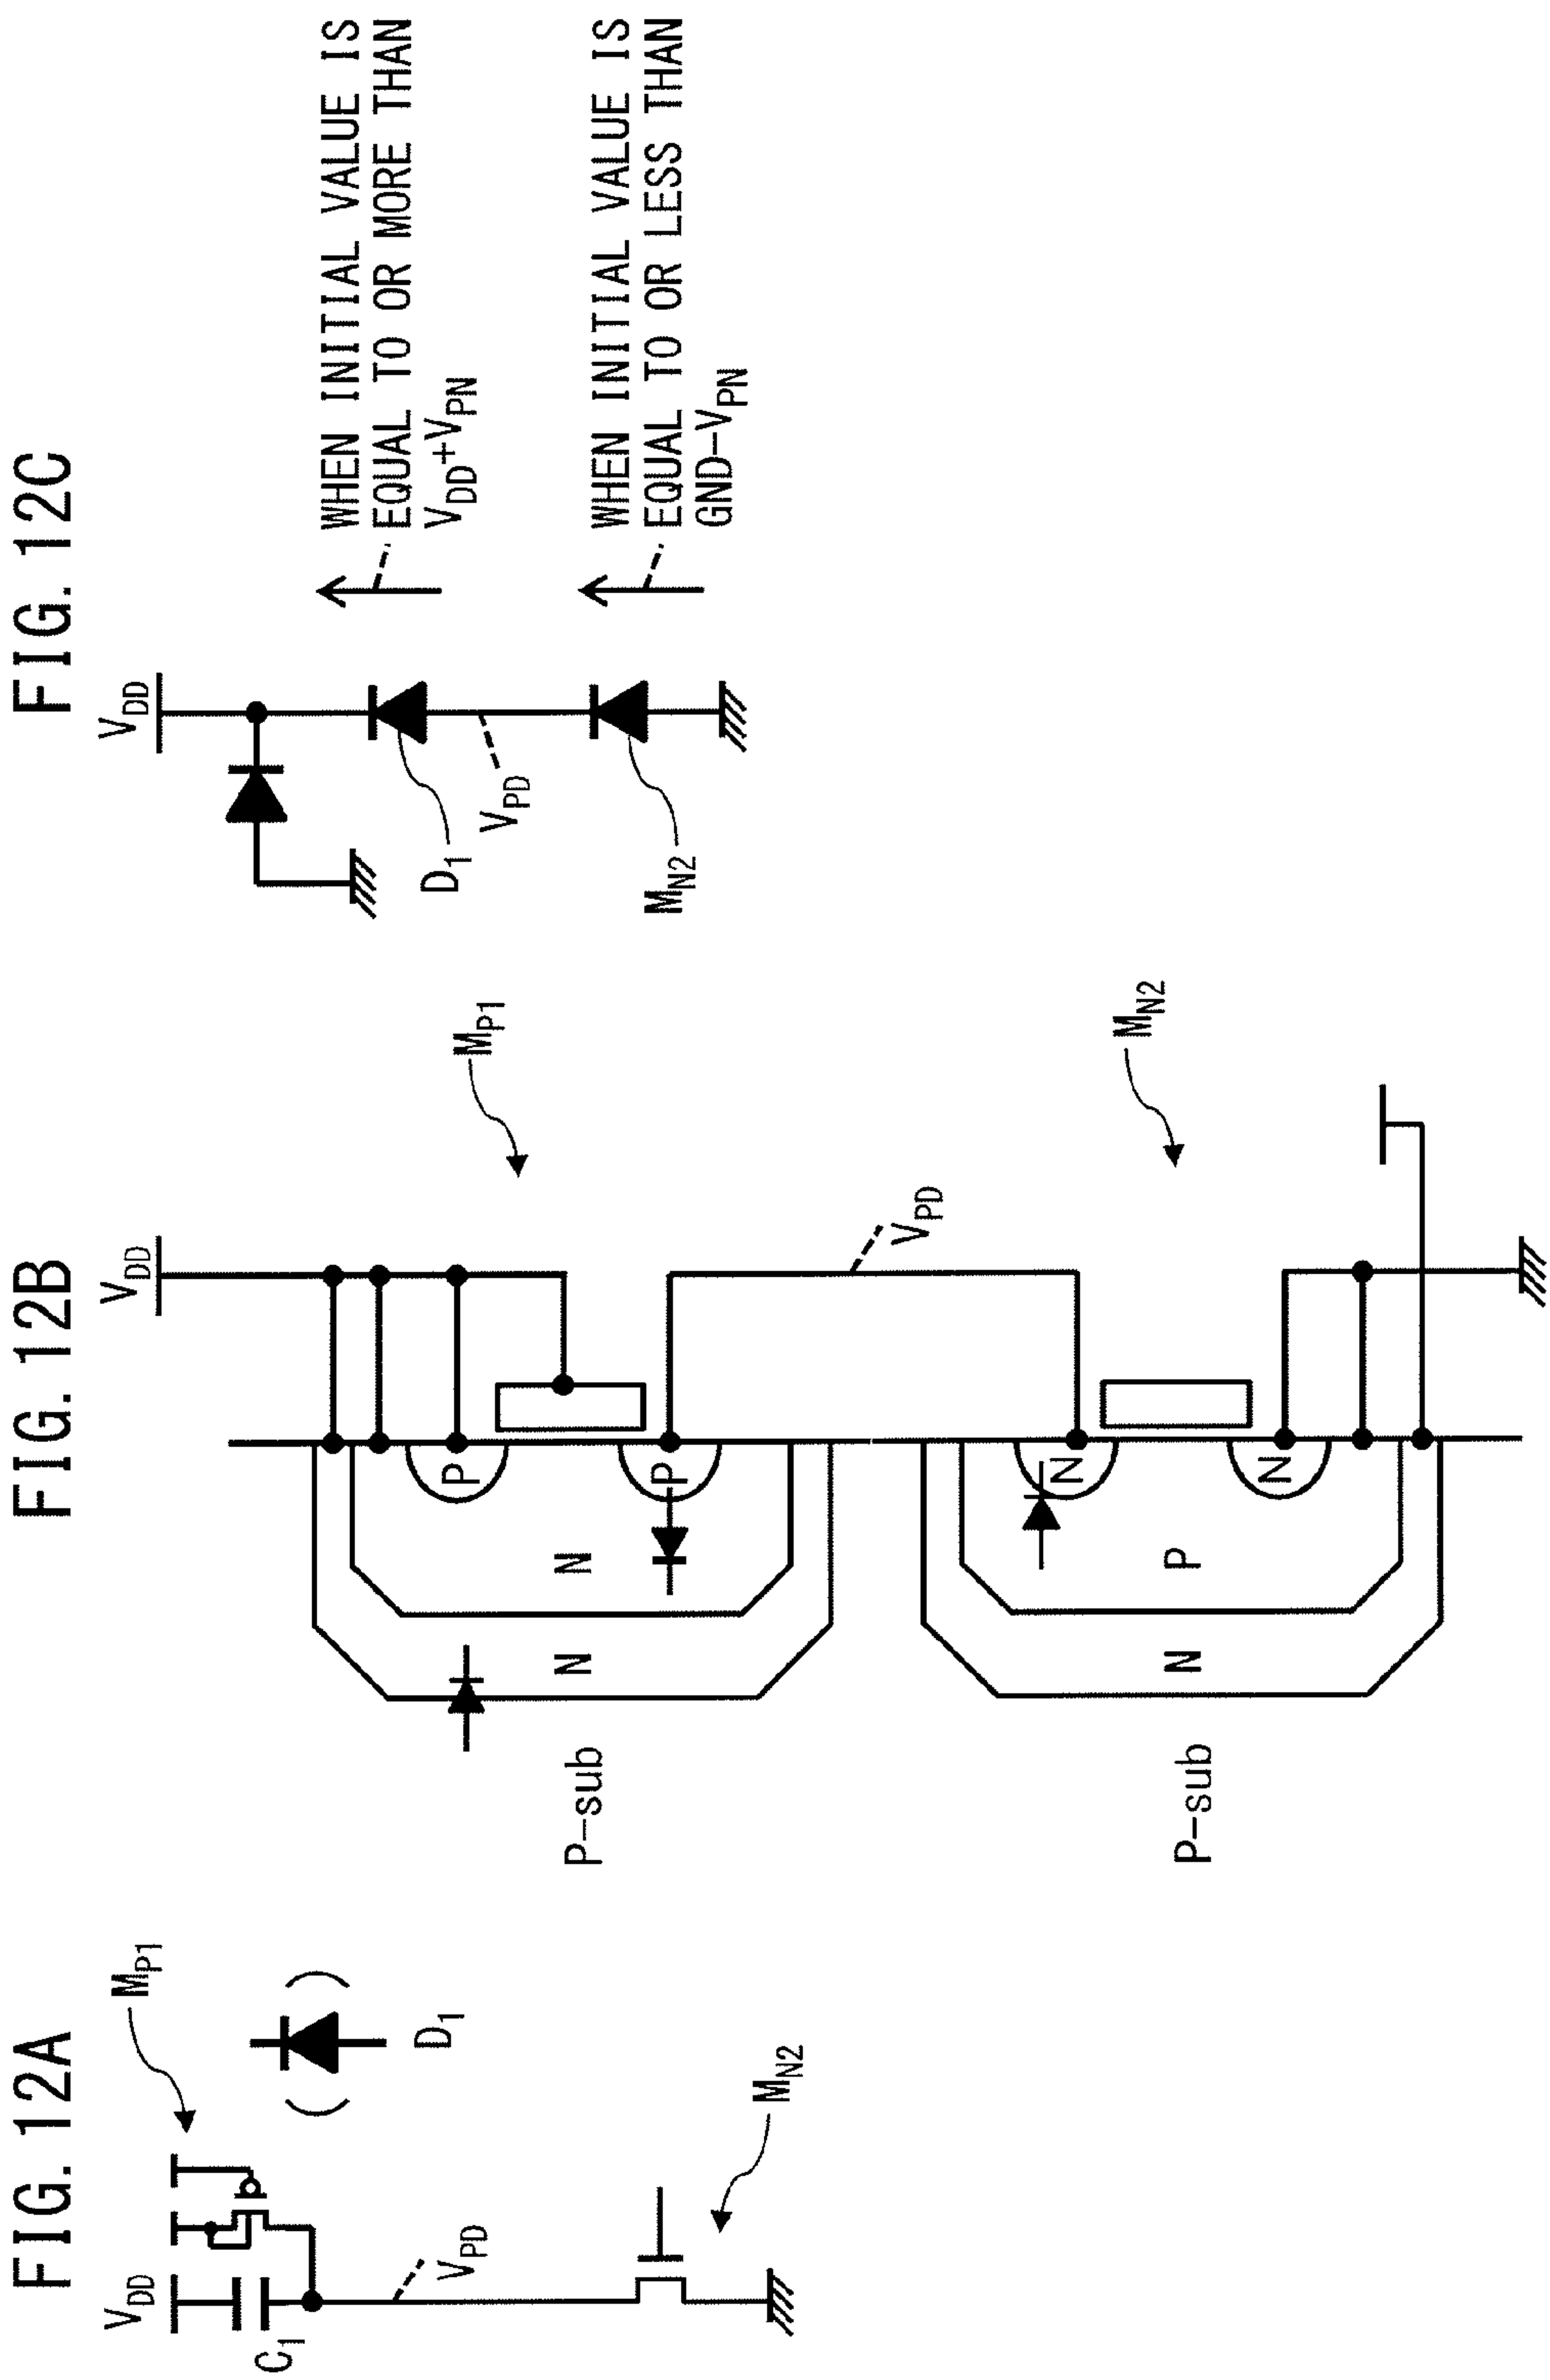 FIG. 12A
V_DD
C_1
M_P1
( )
D_1
V_PD
M_N2
FIG. 12B
V_DD
M_P1
P
P
N
N
P-sub
V_PD
M_N2
N
N
P
N
P-sub
FIG. 12C
V_DD
D_1
V_PD
M_N2
WHEN INITIAL VALUE IS
EQUAL TO OR MORE THAN
V_DD+V_PN
WHEN INITIAL VALUE IS
EQUAL TO OR LESS THAN
GND-V_PN